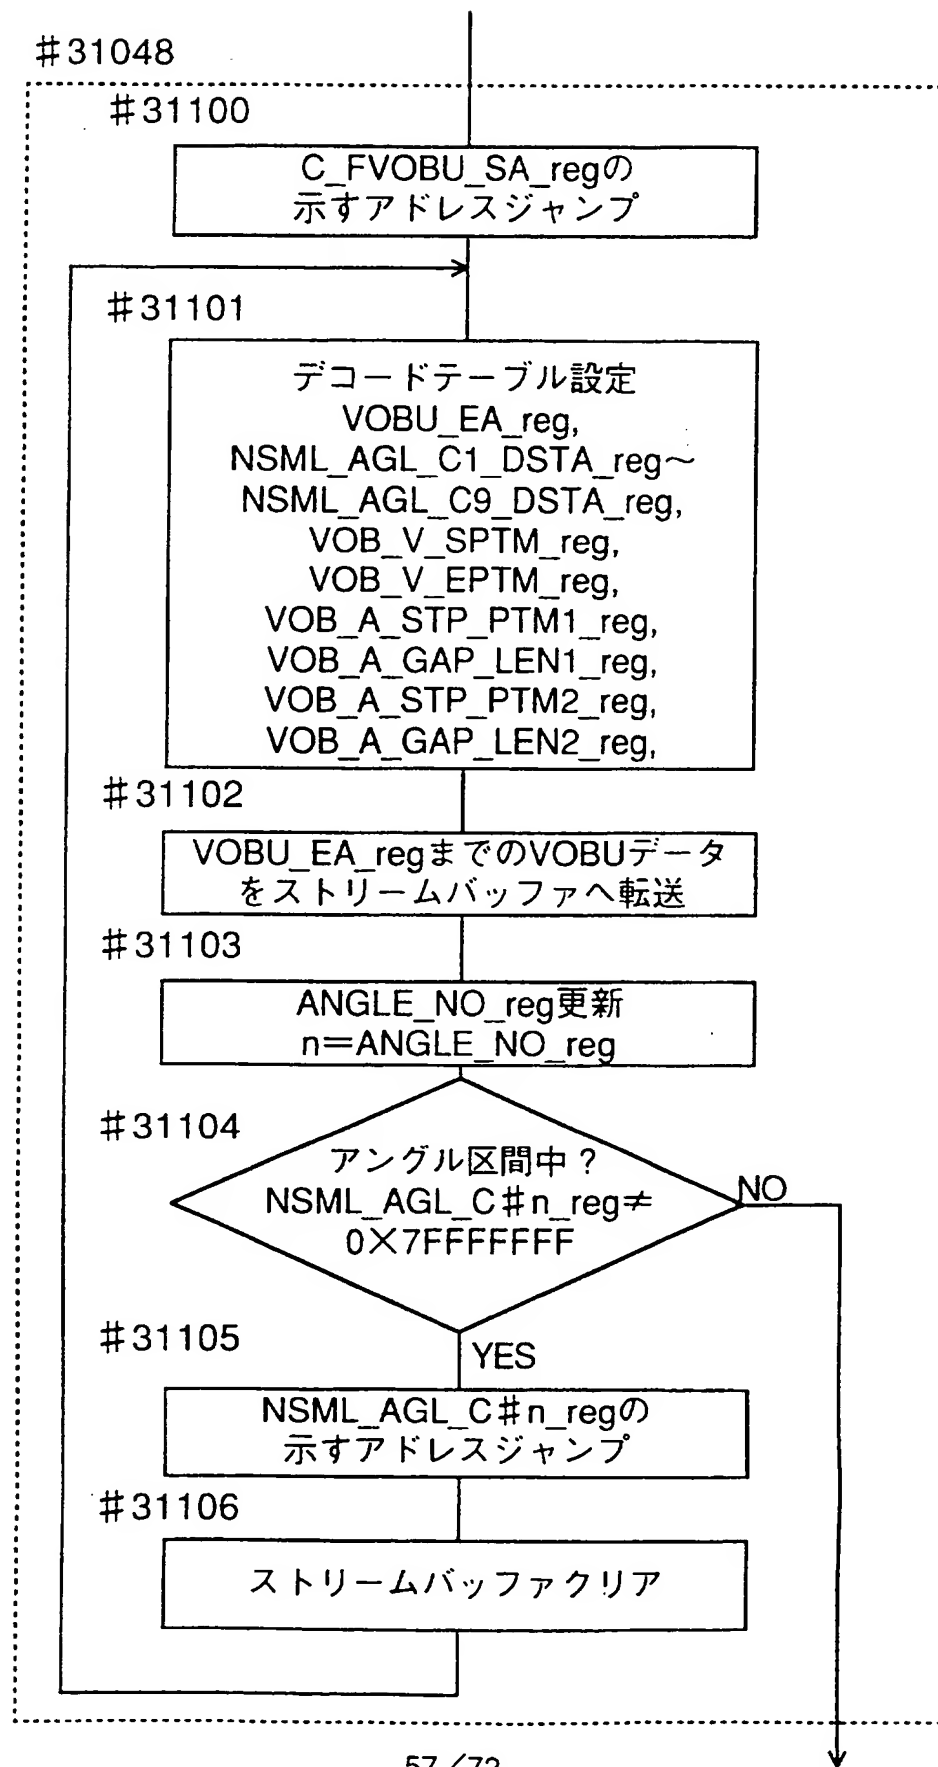 #31048
#31100
C_FVOBU_SA_regの
示すアドレスジャンプ
#31101
デコードテーブル設定
VOBU_EA_reg,
NSML_AGL_C1_DSTA_reg~
NSML_AGL_C9_DSTA_reg,
VOB_V_SPTM_reg,
VOB_V_EPTM_reg,
VOB_A_STP_PTM1_reg,
VOB_A_GAP_LEN1_reg,
VOB_A_STP_PTM2_reg,
VOB_A_GAP_LEN2_reg,
#31102
VOBU_EA_regまでのVOBUデータ
をストリームバッファへ転送
#31103
ANGLE_NO_reg更新
n=ANGLE_NO_reg
#31104
アングル区間中?
NSML_AGL_C#n_reg≠
0×7FFFFFFF
NO
#31105
YES
NSML_AGL_C#n_regの
示すアドレスジャンプ
#31106
ストリームバッファクリア
57/72